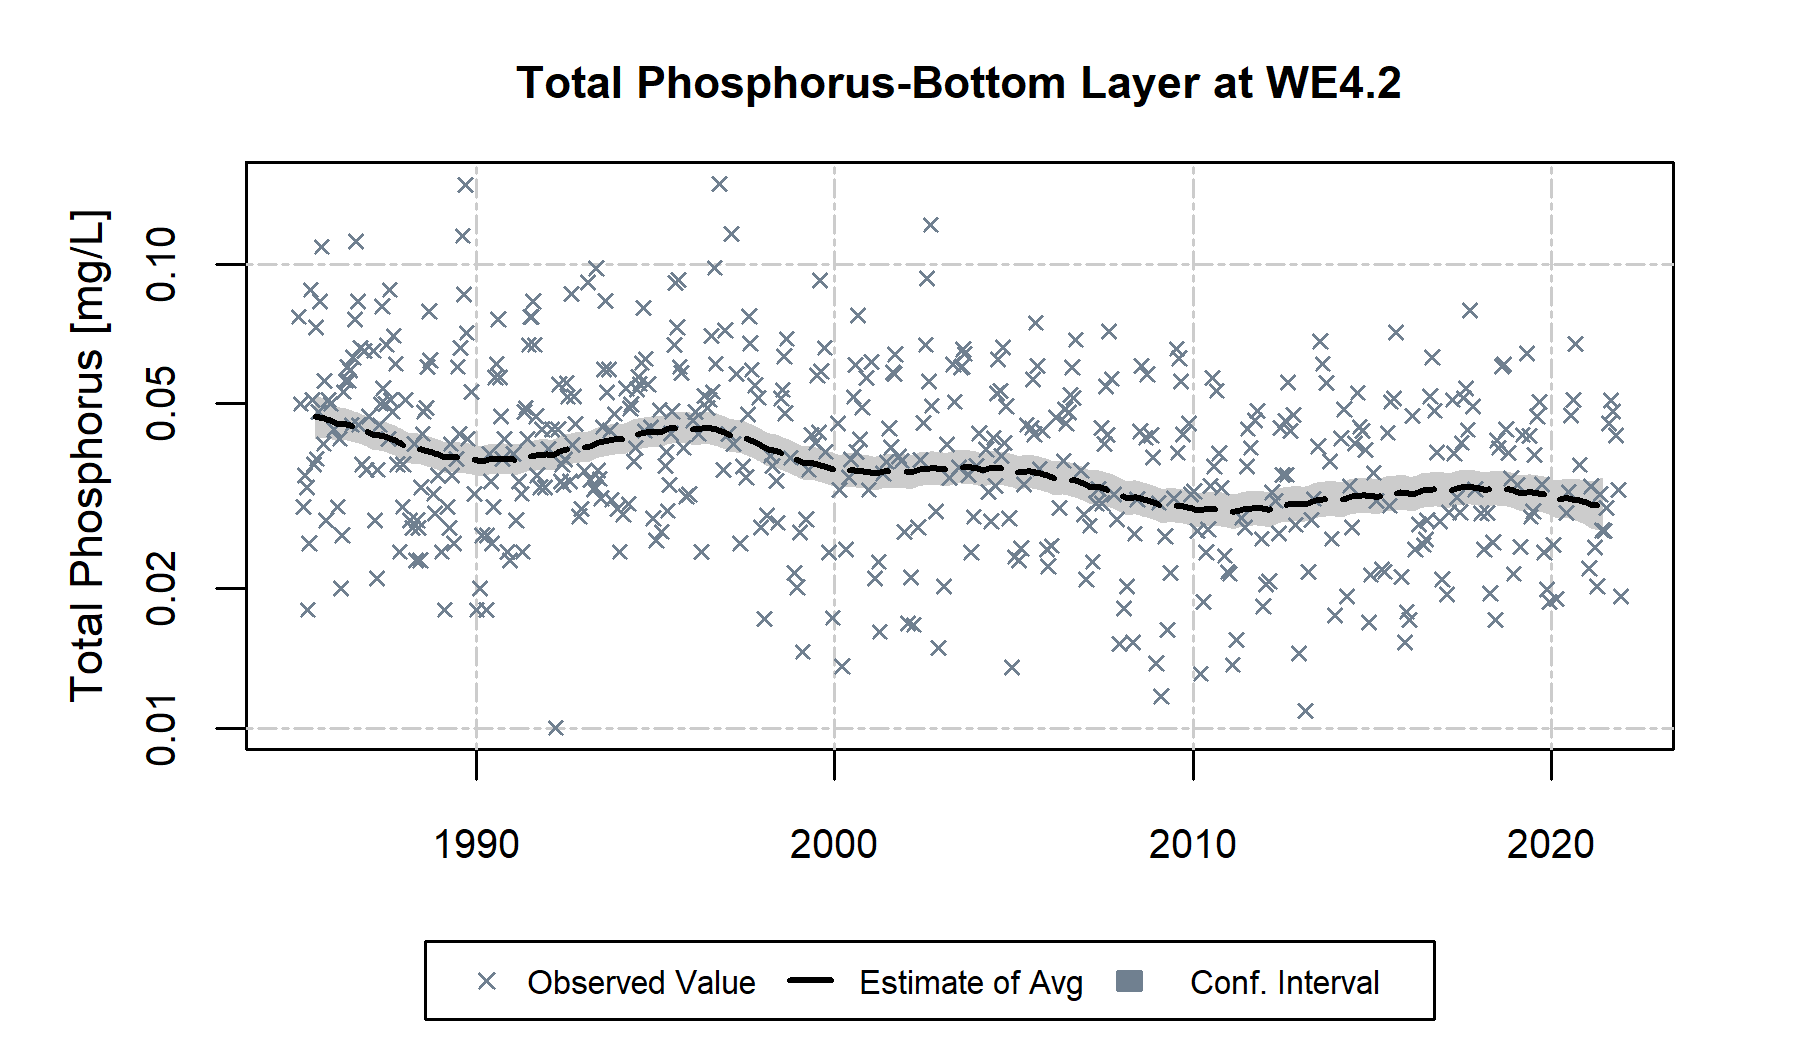 Total Phosphorus-Bottom Layer at WE4.2
Total Phosphorus [mg/L]
0.10
0.05
0.02
0.01
1990 2000 2010 2020
Observed Value Estimate of Avg Conf. Interval